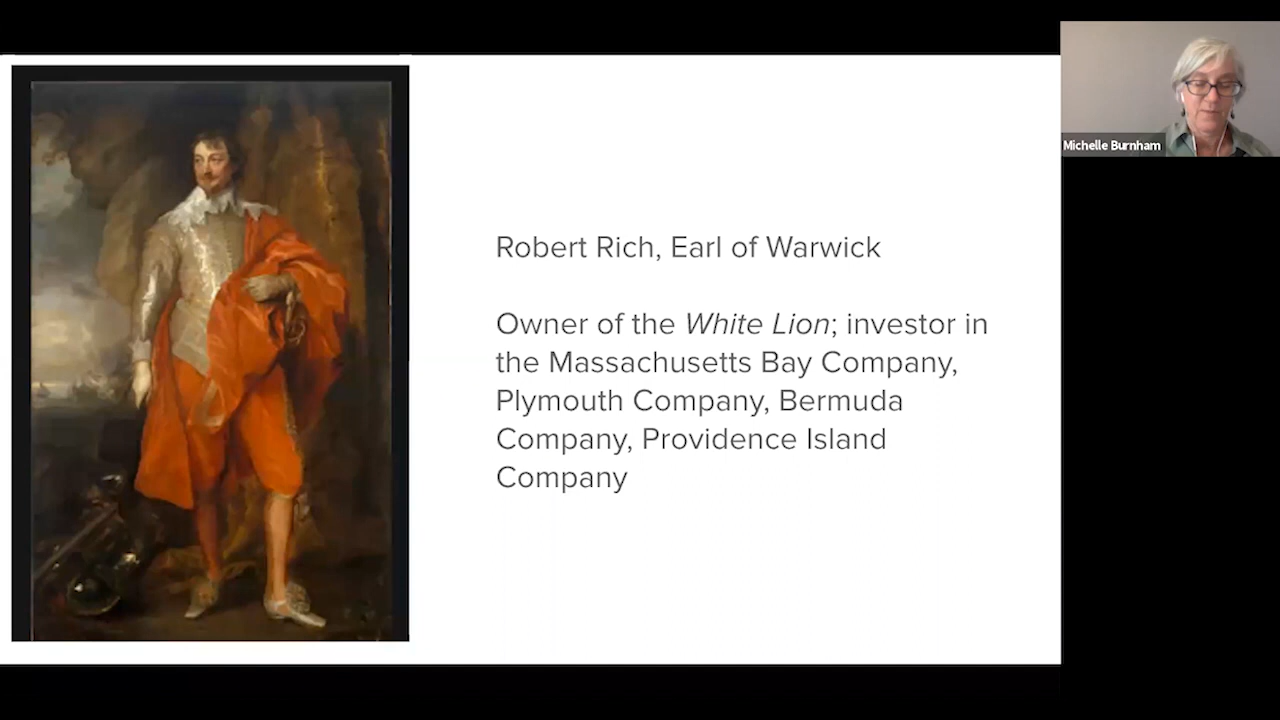 Robert Rich, Earl of Warwick
Owner of the White Lion; investor in
the Massachusetts Bay Company,
Plymouth Company, Bermuda
Company, Providence Island
Company
Michelle Burnham